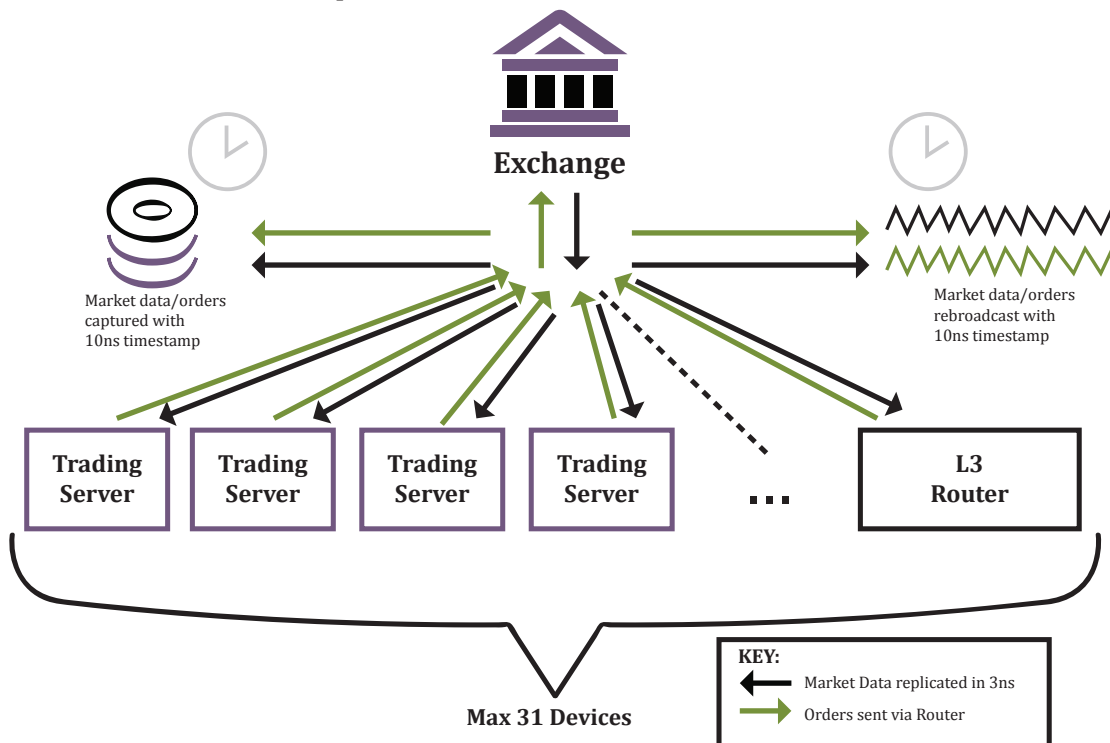 Exchange
Market data/orders
captured with
10ns timestamp
Market data/orders
rebroadcast with
10ns timestamp
Trading
Server
Trading
Server
Trading
Server
Trading
Server
...
L3
Router
Max 31 Devices
KEY:
Market Data replicated in 3ns
Orders sent via Router